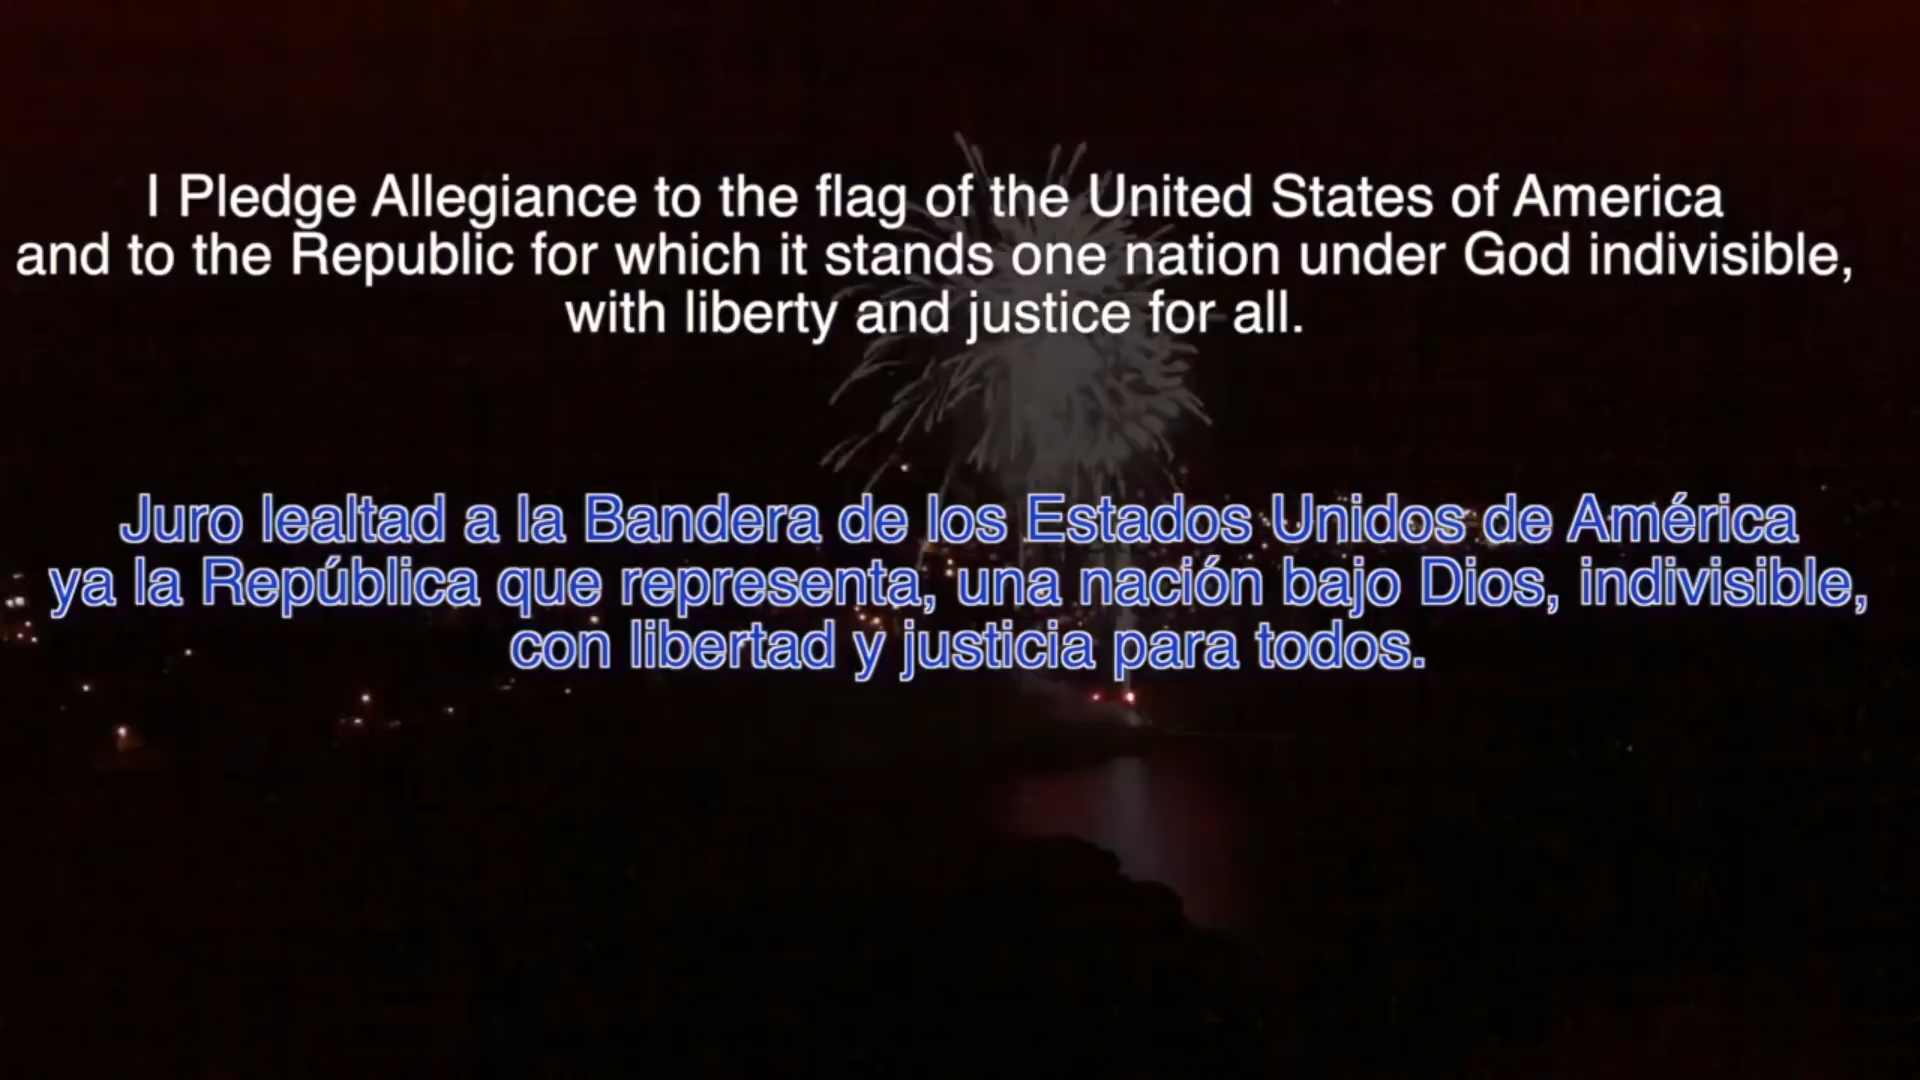 I Pledge Allegiance to the flag of the United States of America
and to the Republic for which it stands one nation under God indivisible,
with liberty and justice for all.
Juro lealtad a la Bandera de los Estados Unidos de América
ya la República que representa, una nación bajo Dios, indivisible,
con libertad y justicia para todos.